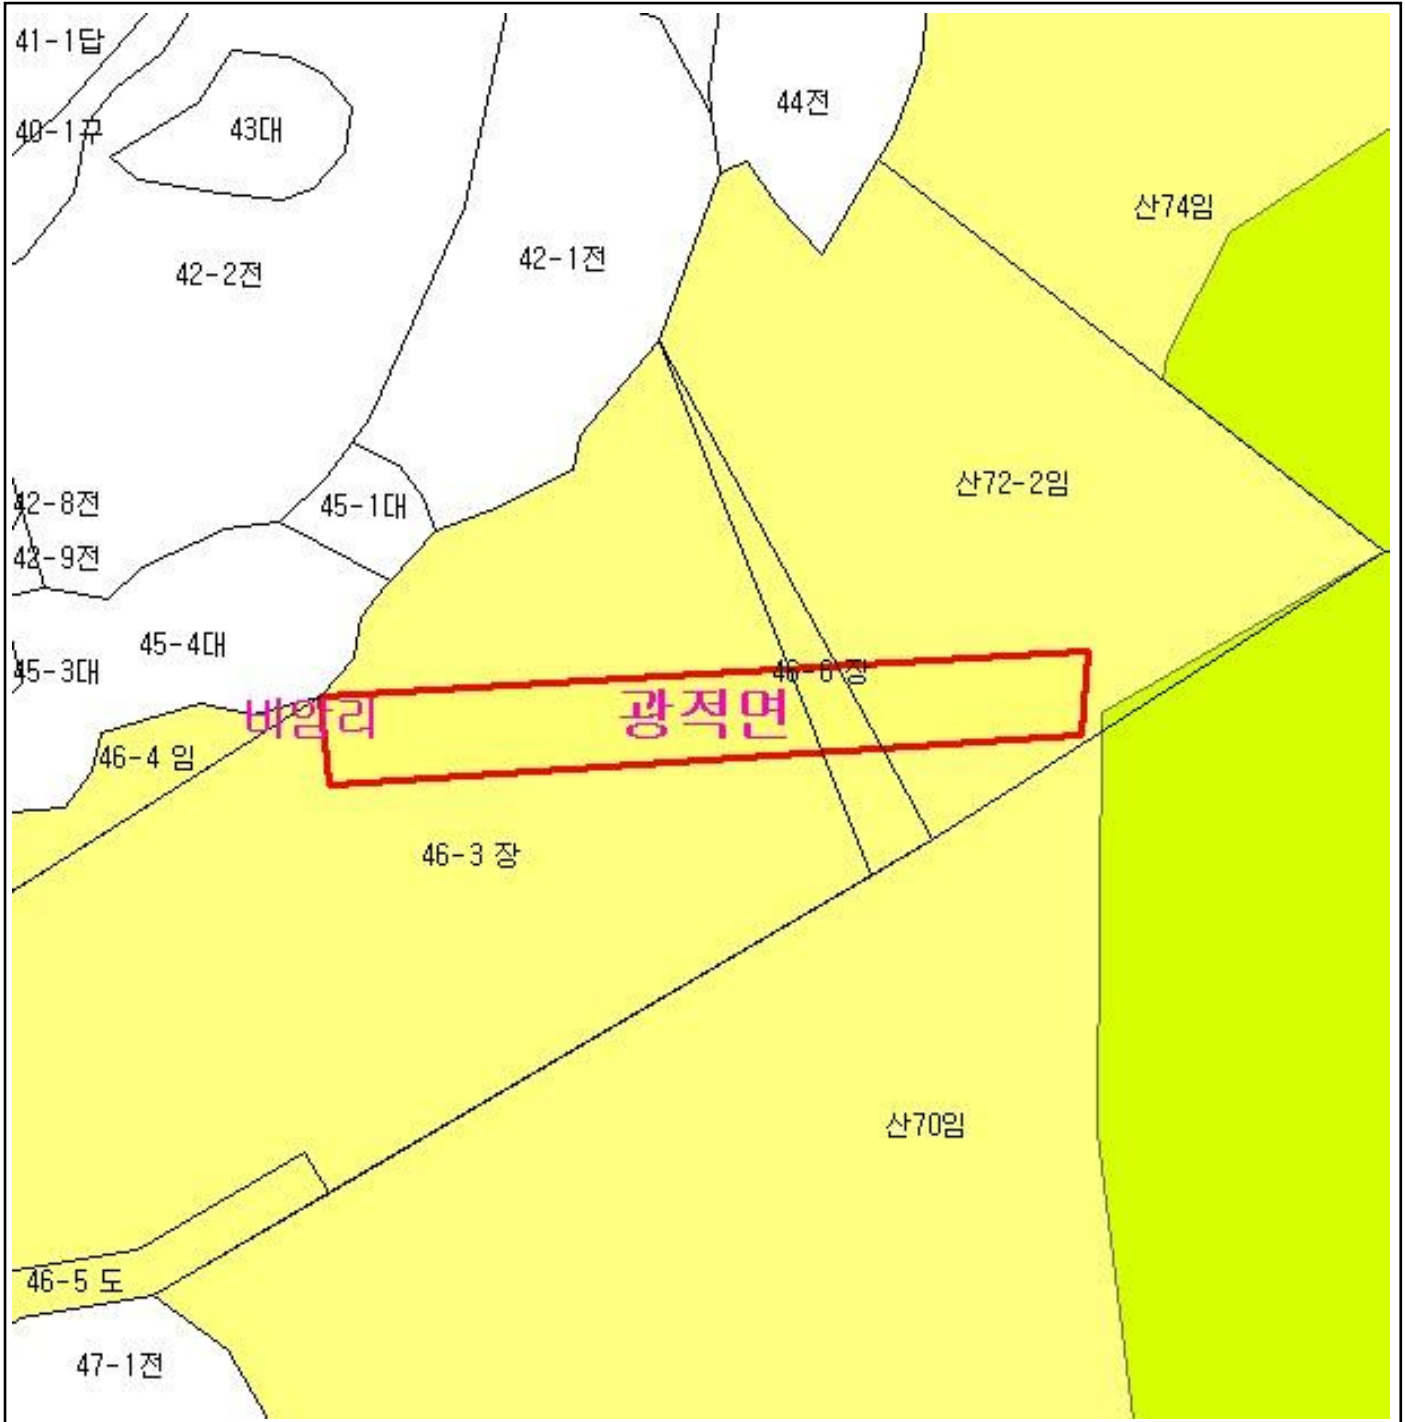 41-1답
44전
40-1구
43대
산74임
42-1전
42-2전
산72-2임
42-8전
45-1대
42-9전
45-4대
45-3대
46-6 장
비암리
광적면
46-4 임
46-3 장
산70임
46-5 도
47-1전